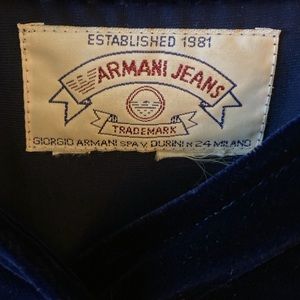 ESTABLISHED 1981
ARMANI JEANS
TRADEMARK
GIORGIO ARMANI SPA V. DURINI N 24 MILANO